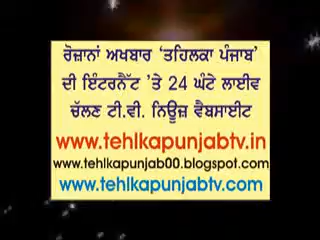 ਰੋਜ਼ਾਨਾਂ ਅਖਬਾਰ ‘ਤਹਿਲਕਾ ਪੰਜਾਬ’
ਦੀ ਇੰਟਰਨੈੱਟ ’ਤੇ 24 ਘੰਟੇ ਲਾਈਵ
ਚੱਲਣ ਟੀ.ਵੀ. ਨਿਊਜ਼ ਵੈਬਸਾਈਟ
www.tehlkapunjabtv.in
www.tehlkapunjab00.blogspot.com
www.tehlkapunjabtv.com